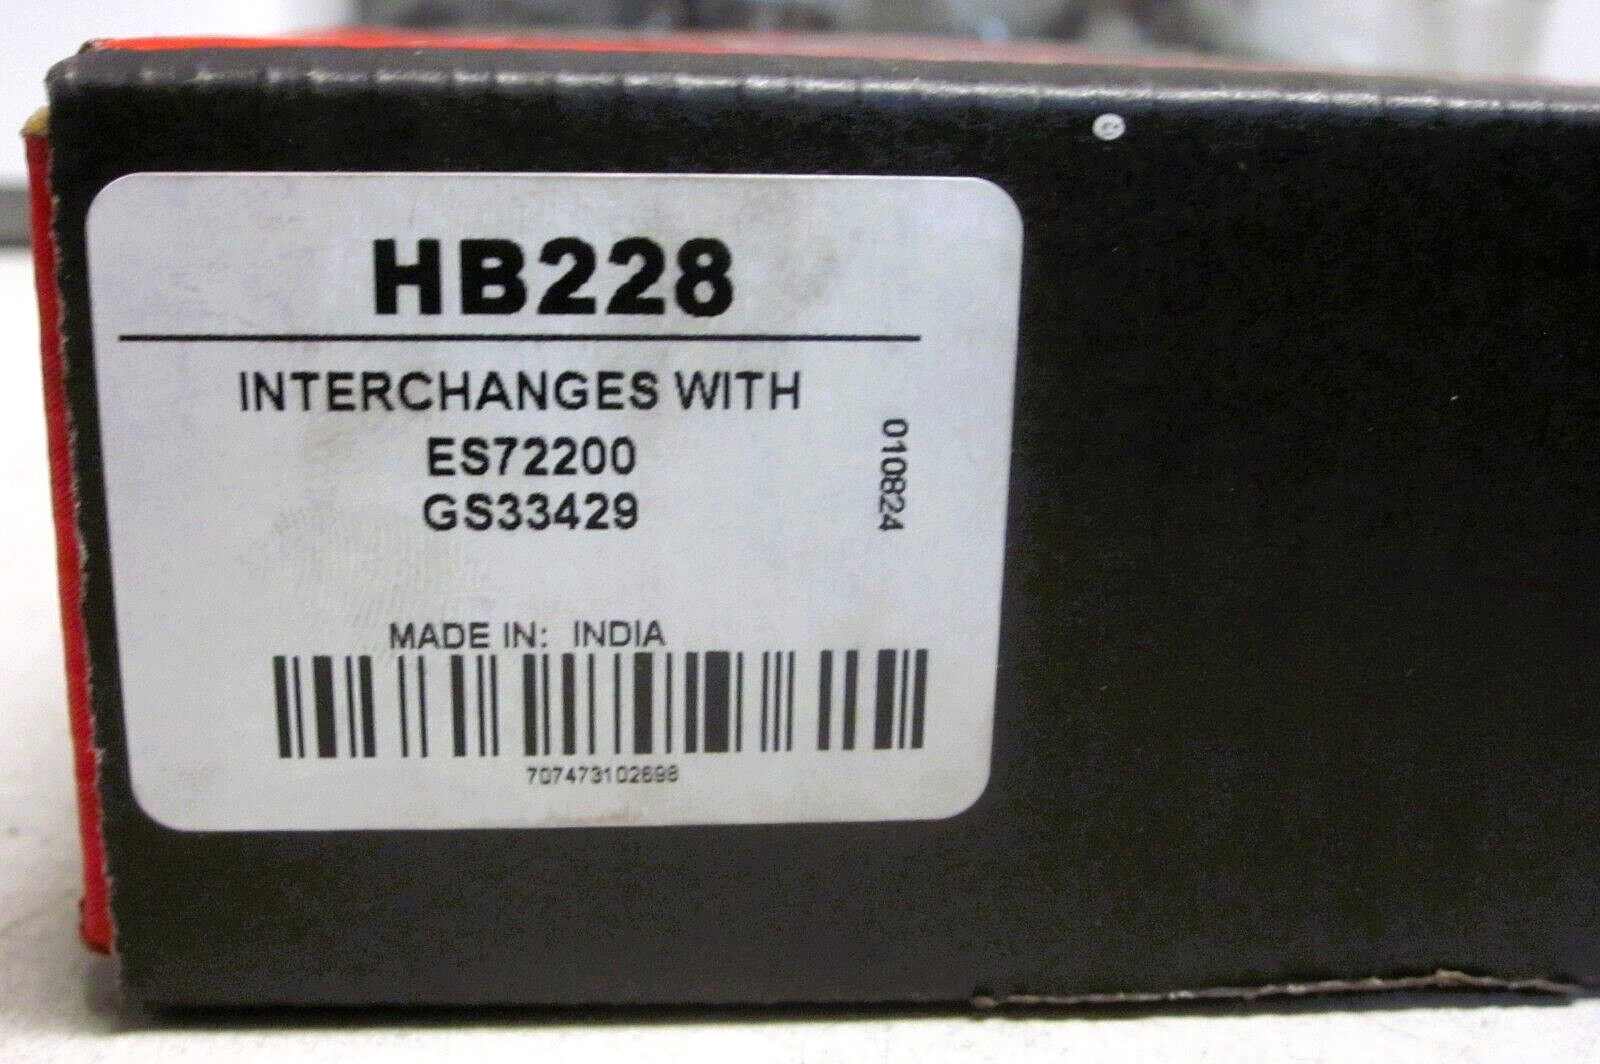 HB228
INTERCHANGES WITH
ES72200
GS33429
010824
MADE IN: INDIA
707473102698